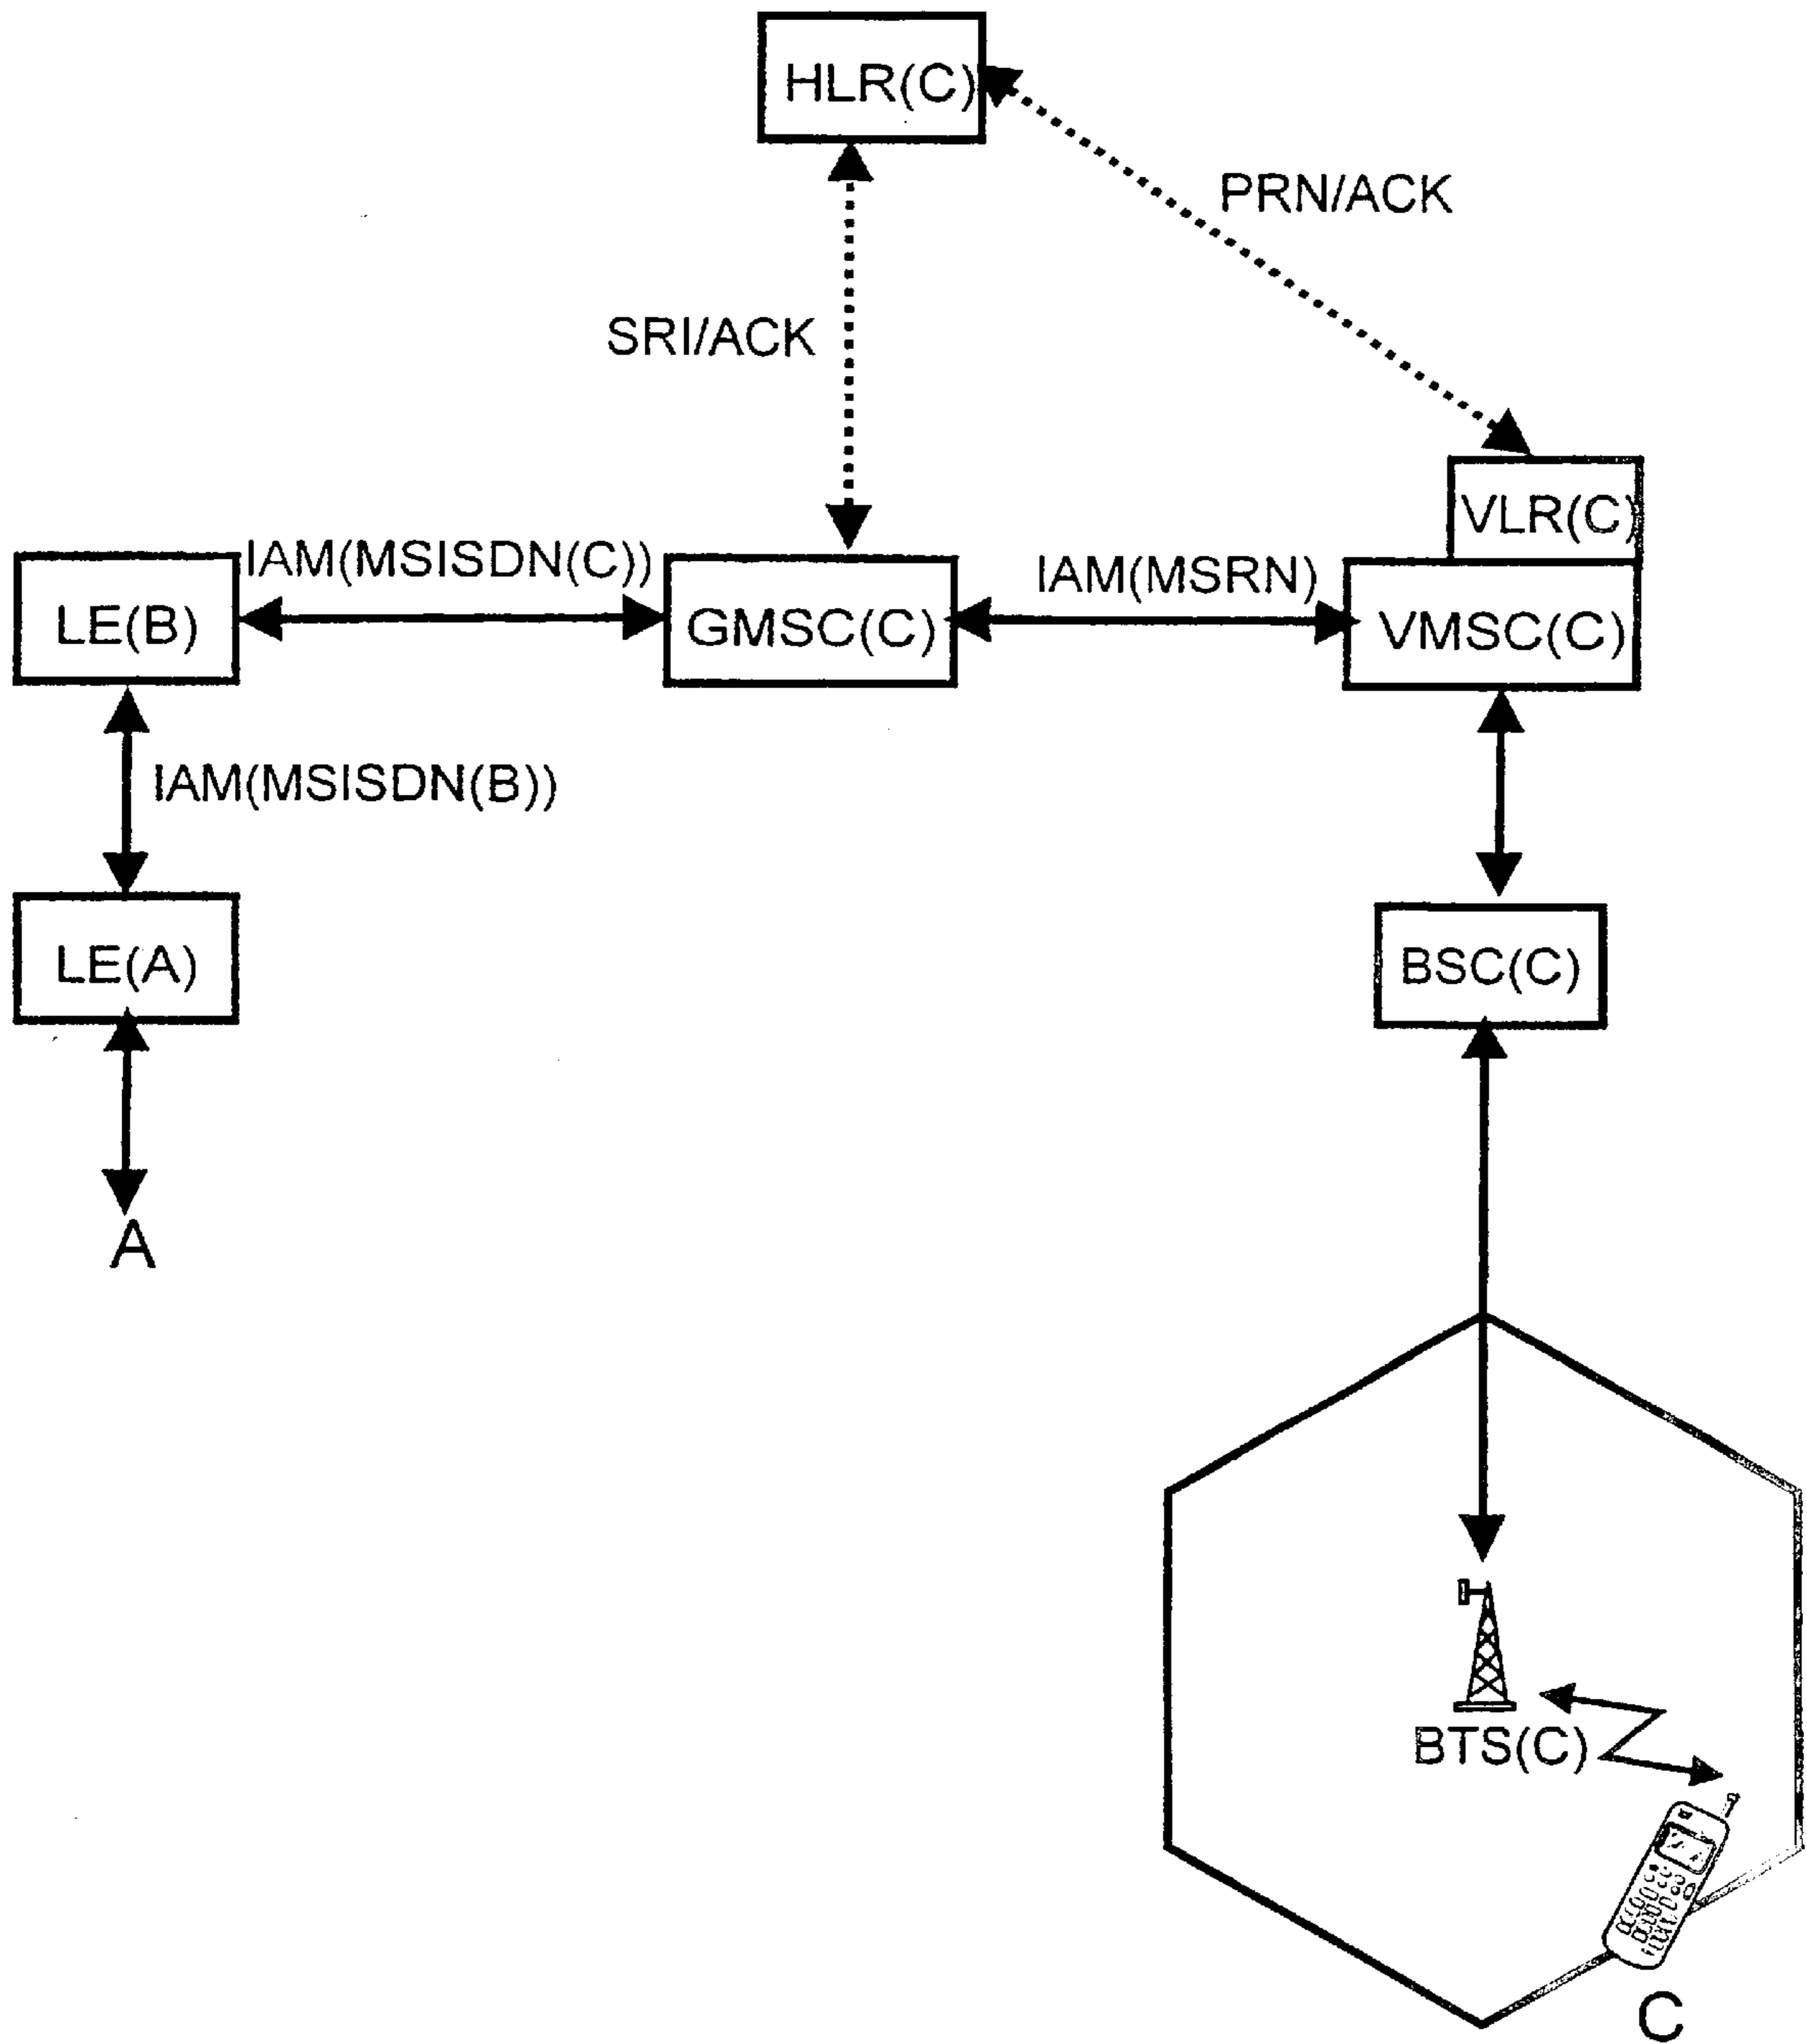 HLR(C)
PRN/ACK
SRI/ACK
VLR(C)
IAM(MSISDN(C))
IAM(MSRN)
LE(B)
GMSC(C)
VMSC(C)
IAM(MSISDN(B))
LE(A)
BSC(C)
A
BTS(C)
C